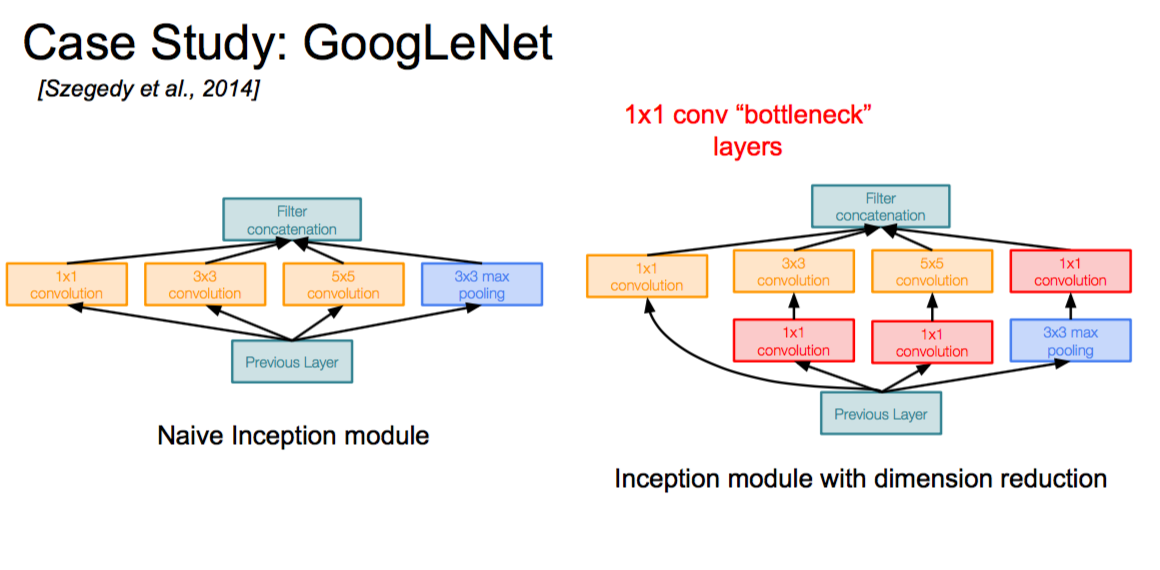 Case Study: GoogLeNet
[Szegedy et al., 2014]
Filter
concatenation
1x1
convolution
3x3
convolution
5x5
convolution
3x3 max
pooling
Previous Layer
Naive Inception module
1x1 conv “bottleneck”
layers
Filter
concatenation
1x1
convolution
3x3
convolution
5x5
convolution
1x1
convolution
1x1
convolution
1x1
convolution
3x3 max
pooling
Previous Layer
Inception module with dimension reduction